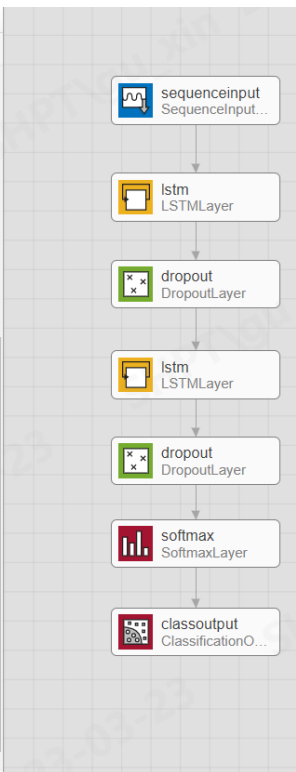 sequenceinput
SequenceInput...
lstm
LSTMLayer
dropout
DropoutLayer
lstm
LSTMLayer
dropout
DropoutLayer
softmax
SoftmaxLayer
classoutput
ClassificationO...